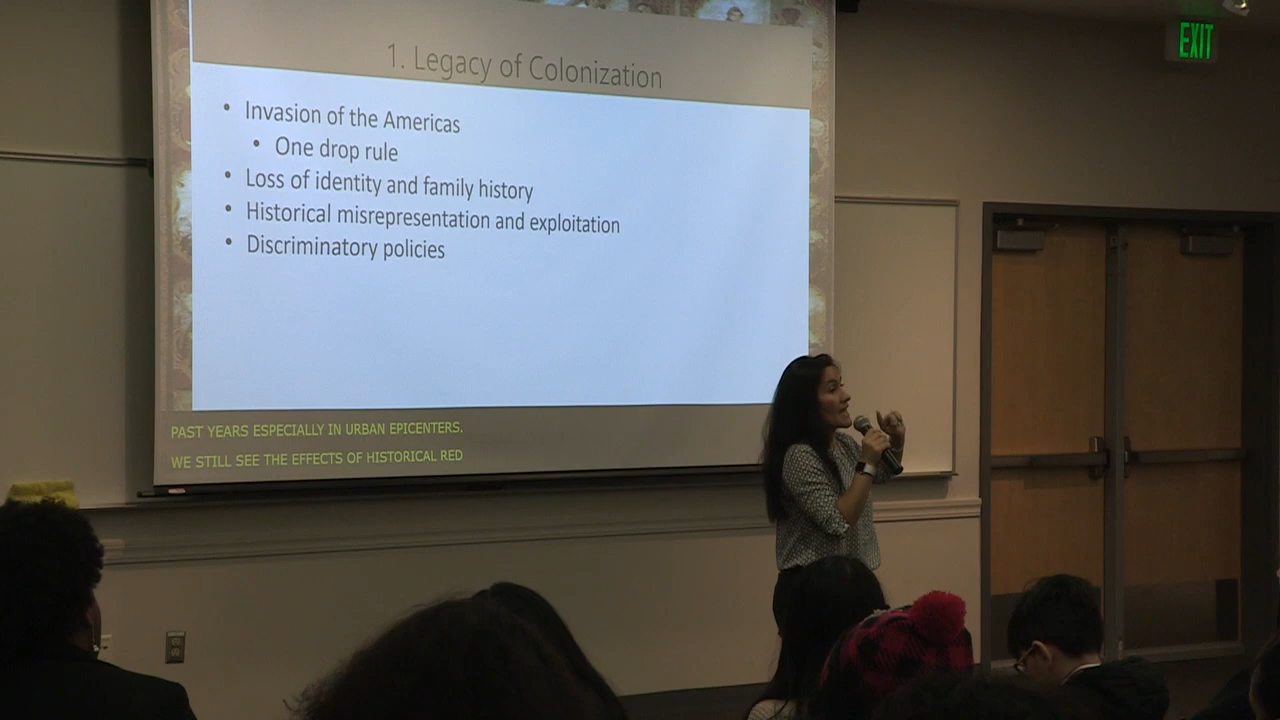 1. Legacy of Colonization
• Invasion of the Americas
• One drop rule
• Loss of identity and family history
• Historical misrepresentation and exploitation
• Discriminatory policies
PAST YEARS ESPECIALLY IN URBAN EPICENTERS.
WE STILL SEE THE EFFECTS OF HISTORICAL RED
EXIT